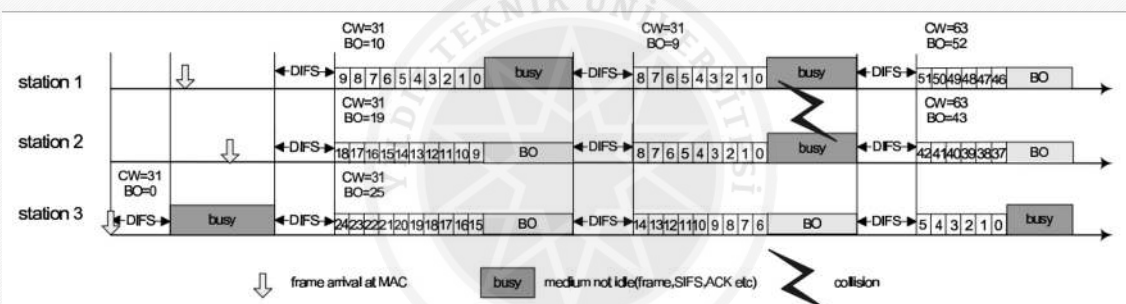 CW=31 CW=31 CW=63
BO=10 BO=9 BO=52
DIFS 9 8 7 6 5 4 3 2 1 0 busy DIFS 8 7 6 5 4 3 2 1 0 busy DIFS 51 50 49 48 47 46 BO
station 1
CW=31 CW=63
BO=19 BO=43
station 2
DIFS 18 17 16 15 14 13 12 11 10 9 BO DIFS 8 7 6 5 4 3 2 1 0 busy DIFS 42 41 40 39 38 37 BO
CW=31 CW=31
BO=0 BO=25
station 3
DIFS busy DIFS 24 23 22 21 20 19 18 17 16 15 BO DIFS 14 13 12 11 10 9 8 7 6 BO DIFS 5 4 3 2 1 0 busy
frame arrival at MAC busy medium not idle(frame,SIFS,ACK etc) collision
YEDİ TEKNİK ÜNİVERSİTESİ